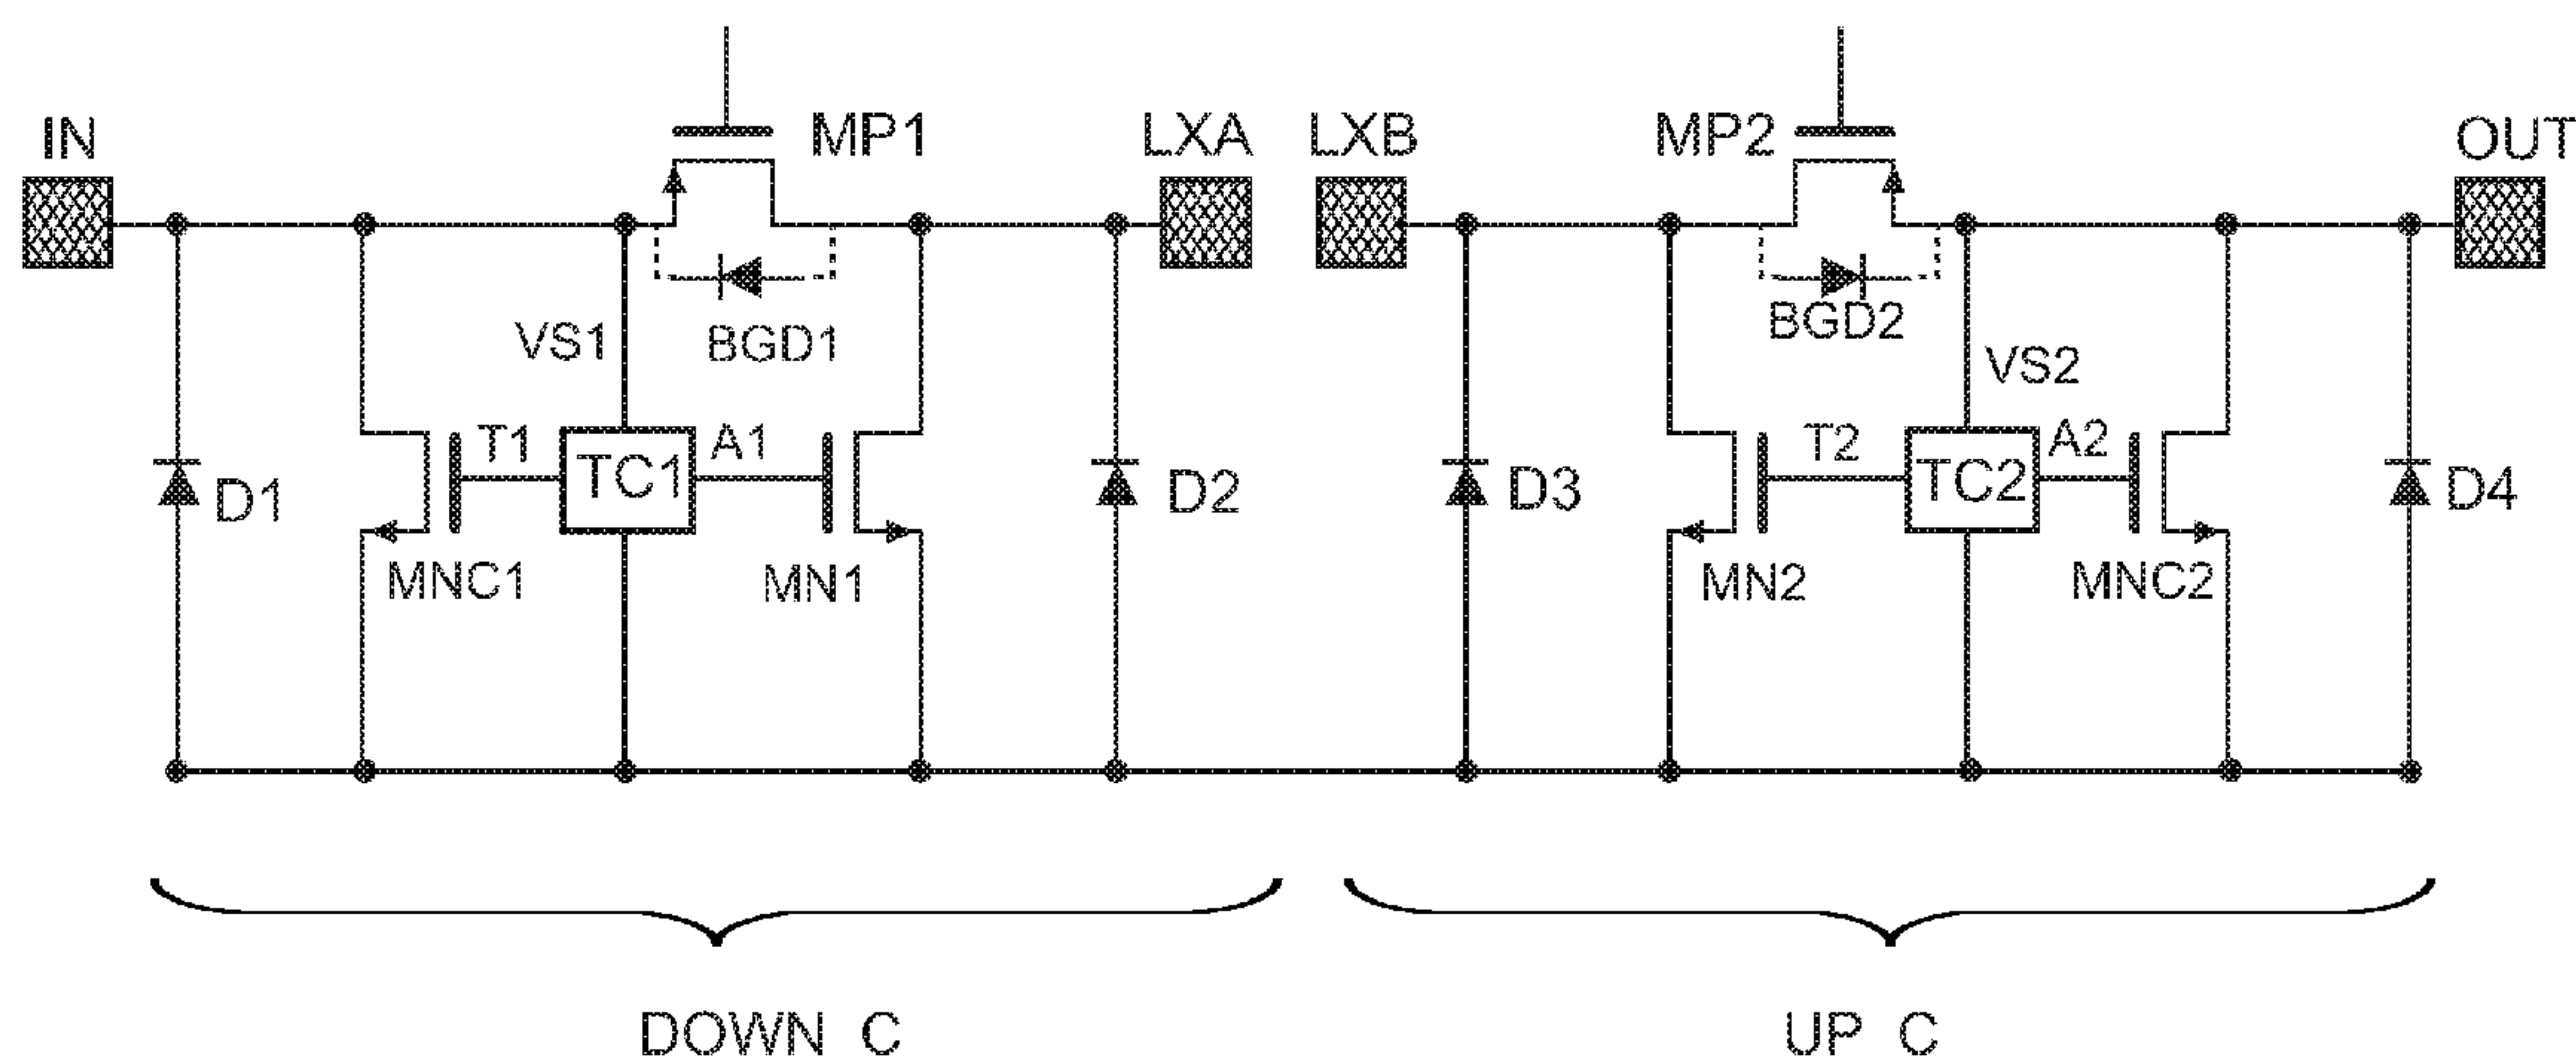 IN
MP1
LXA
LXB
MP2
OUT
VS1
BGD1
BGD2
VS2
T1
TC1
A1
T2
TC2
A2
D1
D2
D3
D4
MNC1
MN1
MN2
MNC2
DOWN C
UP C